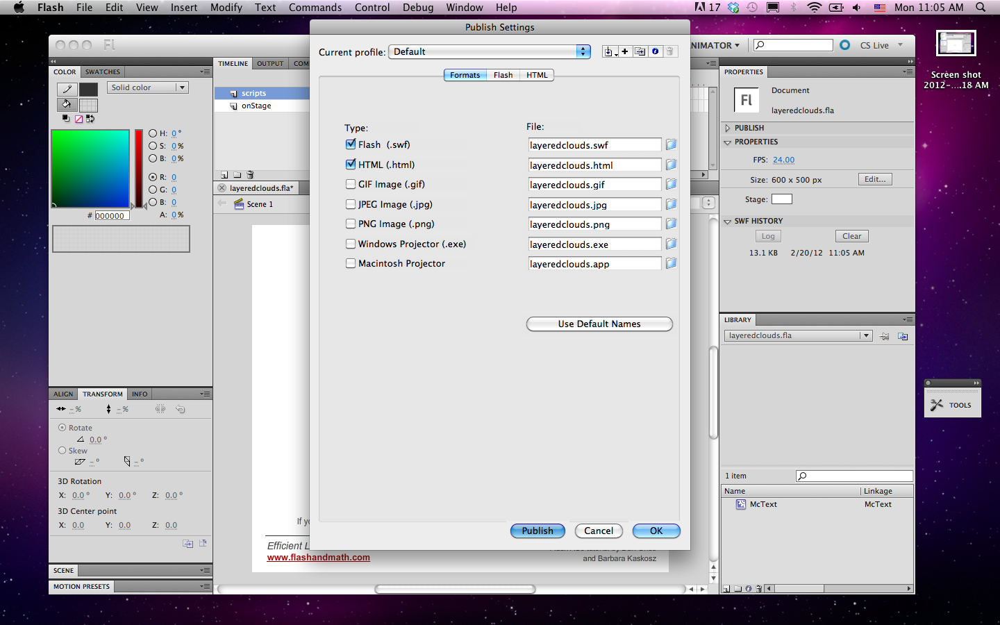 Flash File Edit View Insert Modify Text Commands Control Debug Window Help 17 Mon 11:05 AM
Publish Settings
Current profile: Default
Formats Flash HTML
Type: File:
Flash (.swf) layeredclouds.swf
HTML (.html) layeredclouds.html
GIF Image (.gif) layeredclouds.gif
JPEG Image (.jpg) layeredclouds.jpg
PNG Image (.png) layeredclouds.png
Windows Projector (.exe) layeredclouds.exe
Macintosh Projector layeredclouds.app
Use Default Names
Publish Cancel OK
Fl
COLOR SWATCHES
Solid color
H: 0 °
S: 0 %
B: 0 %
R: 0
G: 0
B: 0
# 000000 A: 0 %
ALIGN TRANSFORM INFO
– % – %
Rotate
0.0 °
Skew
– ° – °
3D Rotation
X: 0.0 ° Y: 0.0 ° Z: 0.0 °
3D Center point
X: 0.0 Y: 0.0 Z: 0.0
SCENE
MOTION PRESETS
TIMELINE OUTPUT COM
scripts
onStage
layeredclouds.fla*
Scene 1
If yo
Efficient L
www.flashandmath.com
and Barbara Kaskosz
NIMATOR CS Live
PROPERTIES
Fl
Document
layeredclouds.fla
PUBLISH
PROPERTIES
FPS: 24.00
Size: 600 x 500 px Edit...
Stage:
SWF HISTORY
Log Clear
13.1 KB 2/20/12 11:05 AM
LIBRARY
layeredclouds.fla
1 item
Name Linkage
McText McText
Screen shot
2012-....18 AM
TOOLS